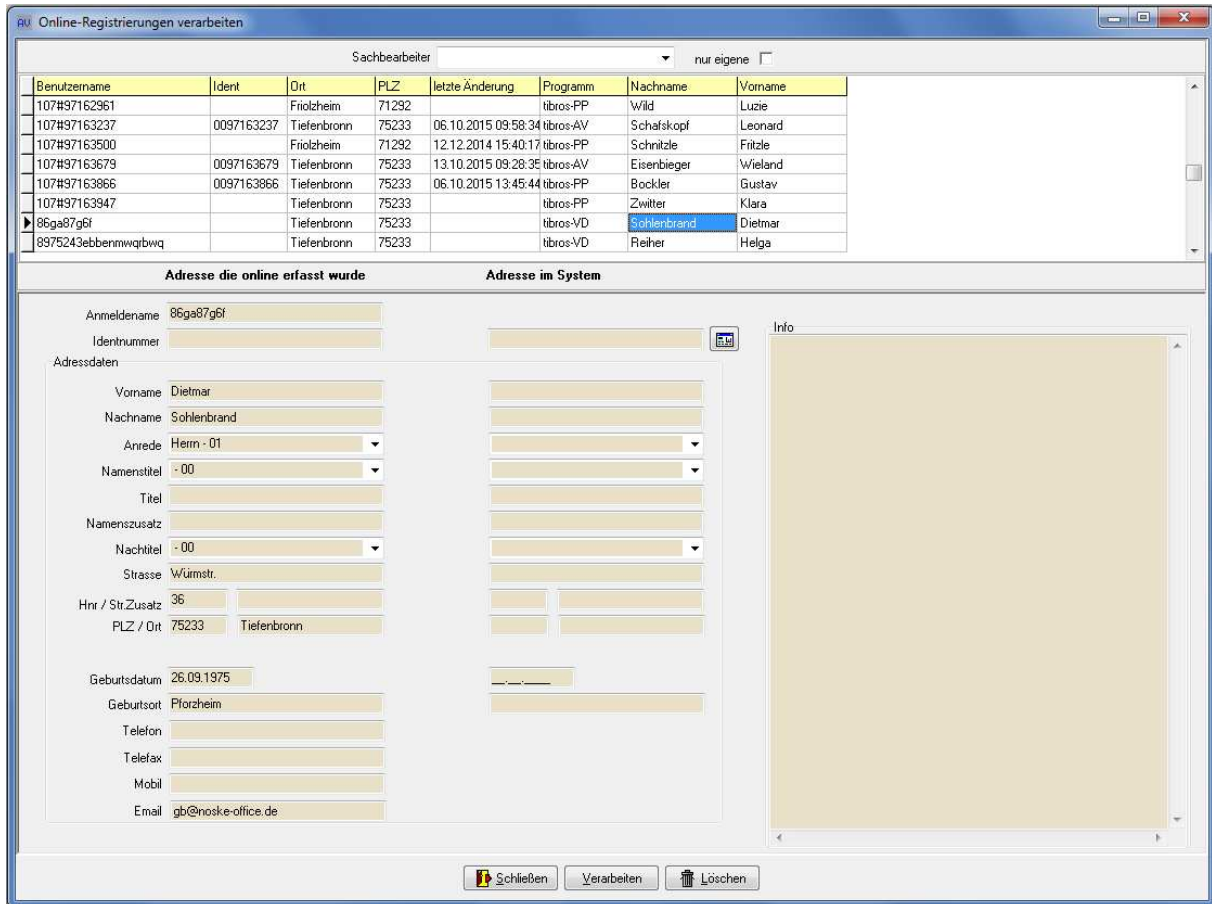 AV Online-Registrierungen verarbeiten
Sachbearbeiter nur eigene
Benutzername Ident Ort PLZ letzte Änderung Programm Nachname Vorname
107#97162961 Friolzheim 71292 tibros-PP Wild Luzie
107#97163237 0097163237 Tiefenbronn 75233 06.10.2015 09:58:34 tibros-AV Schafskopf Leonard
107#97163500 Friolzheim 71292 12.12.2014 15:40:17 tibros-PP Schnitzle Fritzle
107#97163679 0097163679 Tiefenbronn 75233 13.10.2015 09:28:35 tibros-AV Eisenbieger Wieland
107#97163866 0097163866 Tiefenbronn 75233 06.10.2015 13:45:44 tibros-PP Bockler Gustav
107#97163947 Tiefenbronn 75233 tibros-PP Zwitter Klara
86ga87g6f Tiefenbronn 75233 tibros-VD Sohlenbrand Dietmar
8975243ebbenmwqrbwq Tiefenbronn 75233 tibros-VD Reiher Helga
Adresse die online erfasst wurde Adresse im System
Anmeldename 86ga87g6f
Identnummer
Info
Adressdaten
Vorname Dietmar
Nachname Sohlenbrand
Anrede Herrn - 01
Namenstitel - 00
Titel
Namenszusatz
Nachtitel - 00
Strasse Würmstr.
Hnr / Str.Zusatz 36
PLZ / Ort 75233 Tiefenbronn
Geburtsdatum 26.09.1975 __.__.____
Geburtsort Pforzheim
Telefon
Telefax
Mobil
Email gb@noske-office.de
Schließen Verarbeiten Löschen